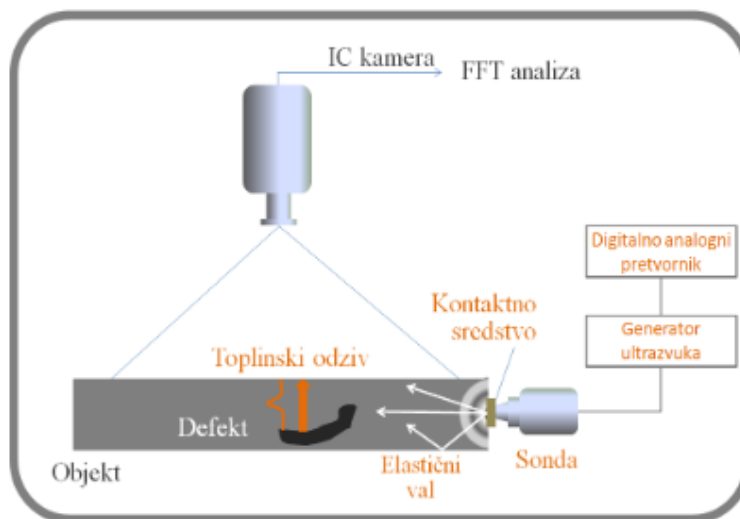 IC kamera
FFT analiza
Digitalno analogni
pretvornik
Kontaktno
sredstvo
Generator
ultrazvuka
Toplinski odziv
Defekt
Objekt
Elastični
val
Sonda